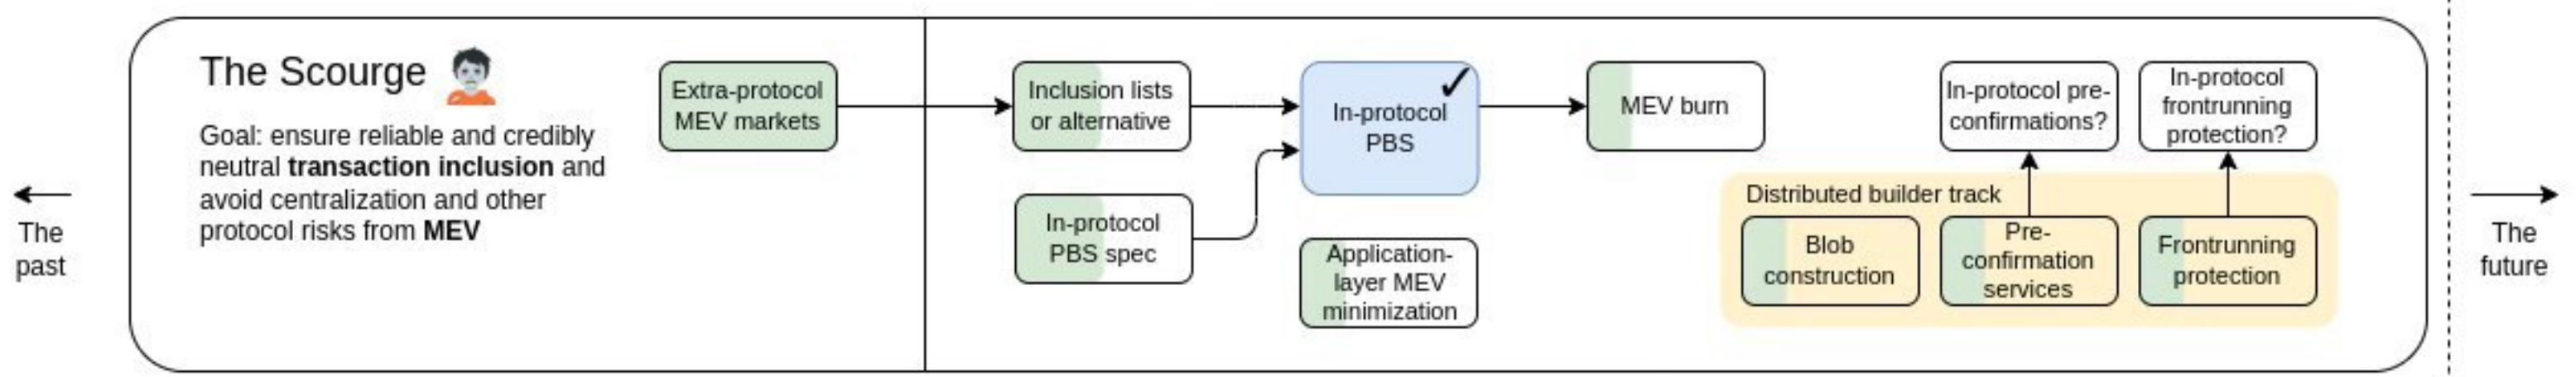 The Scourge
Goal: ensure reliable and credibly
neutral transaction inclusion and
avoid centralization and other
protocol risks from MEV
The
past
Extra-protocol
MEV markets
Inclusion lists
or alternative
In-protocol
PBS spec
In-protocol
PBS
Application-
layer MEV
minimization
MEV burn
In-protocol pre-
confirmations?
In-protocol
frontrunning
protection?
Distributed builder track
Blob
construction
Pre-
confirmation
services
Frontrunning
protection
The
future